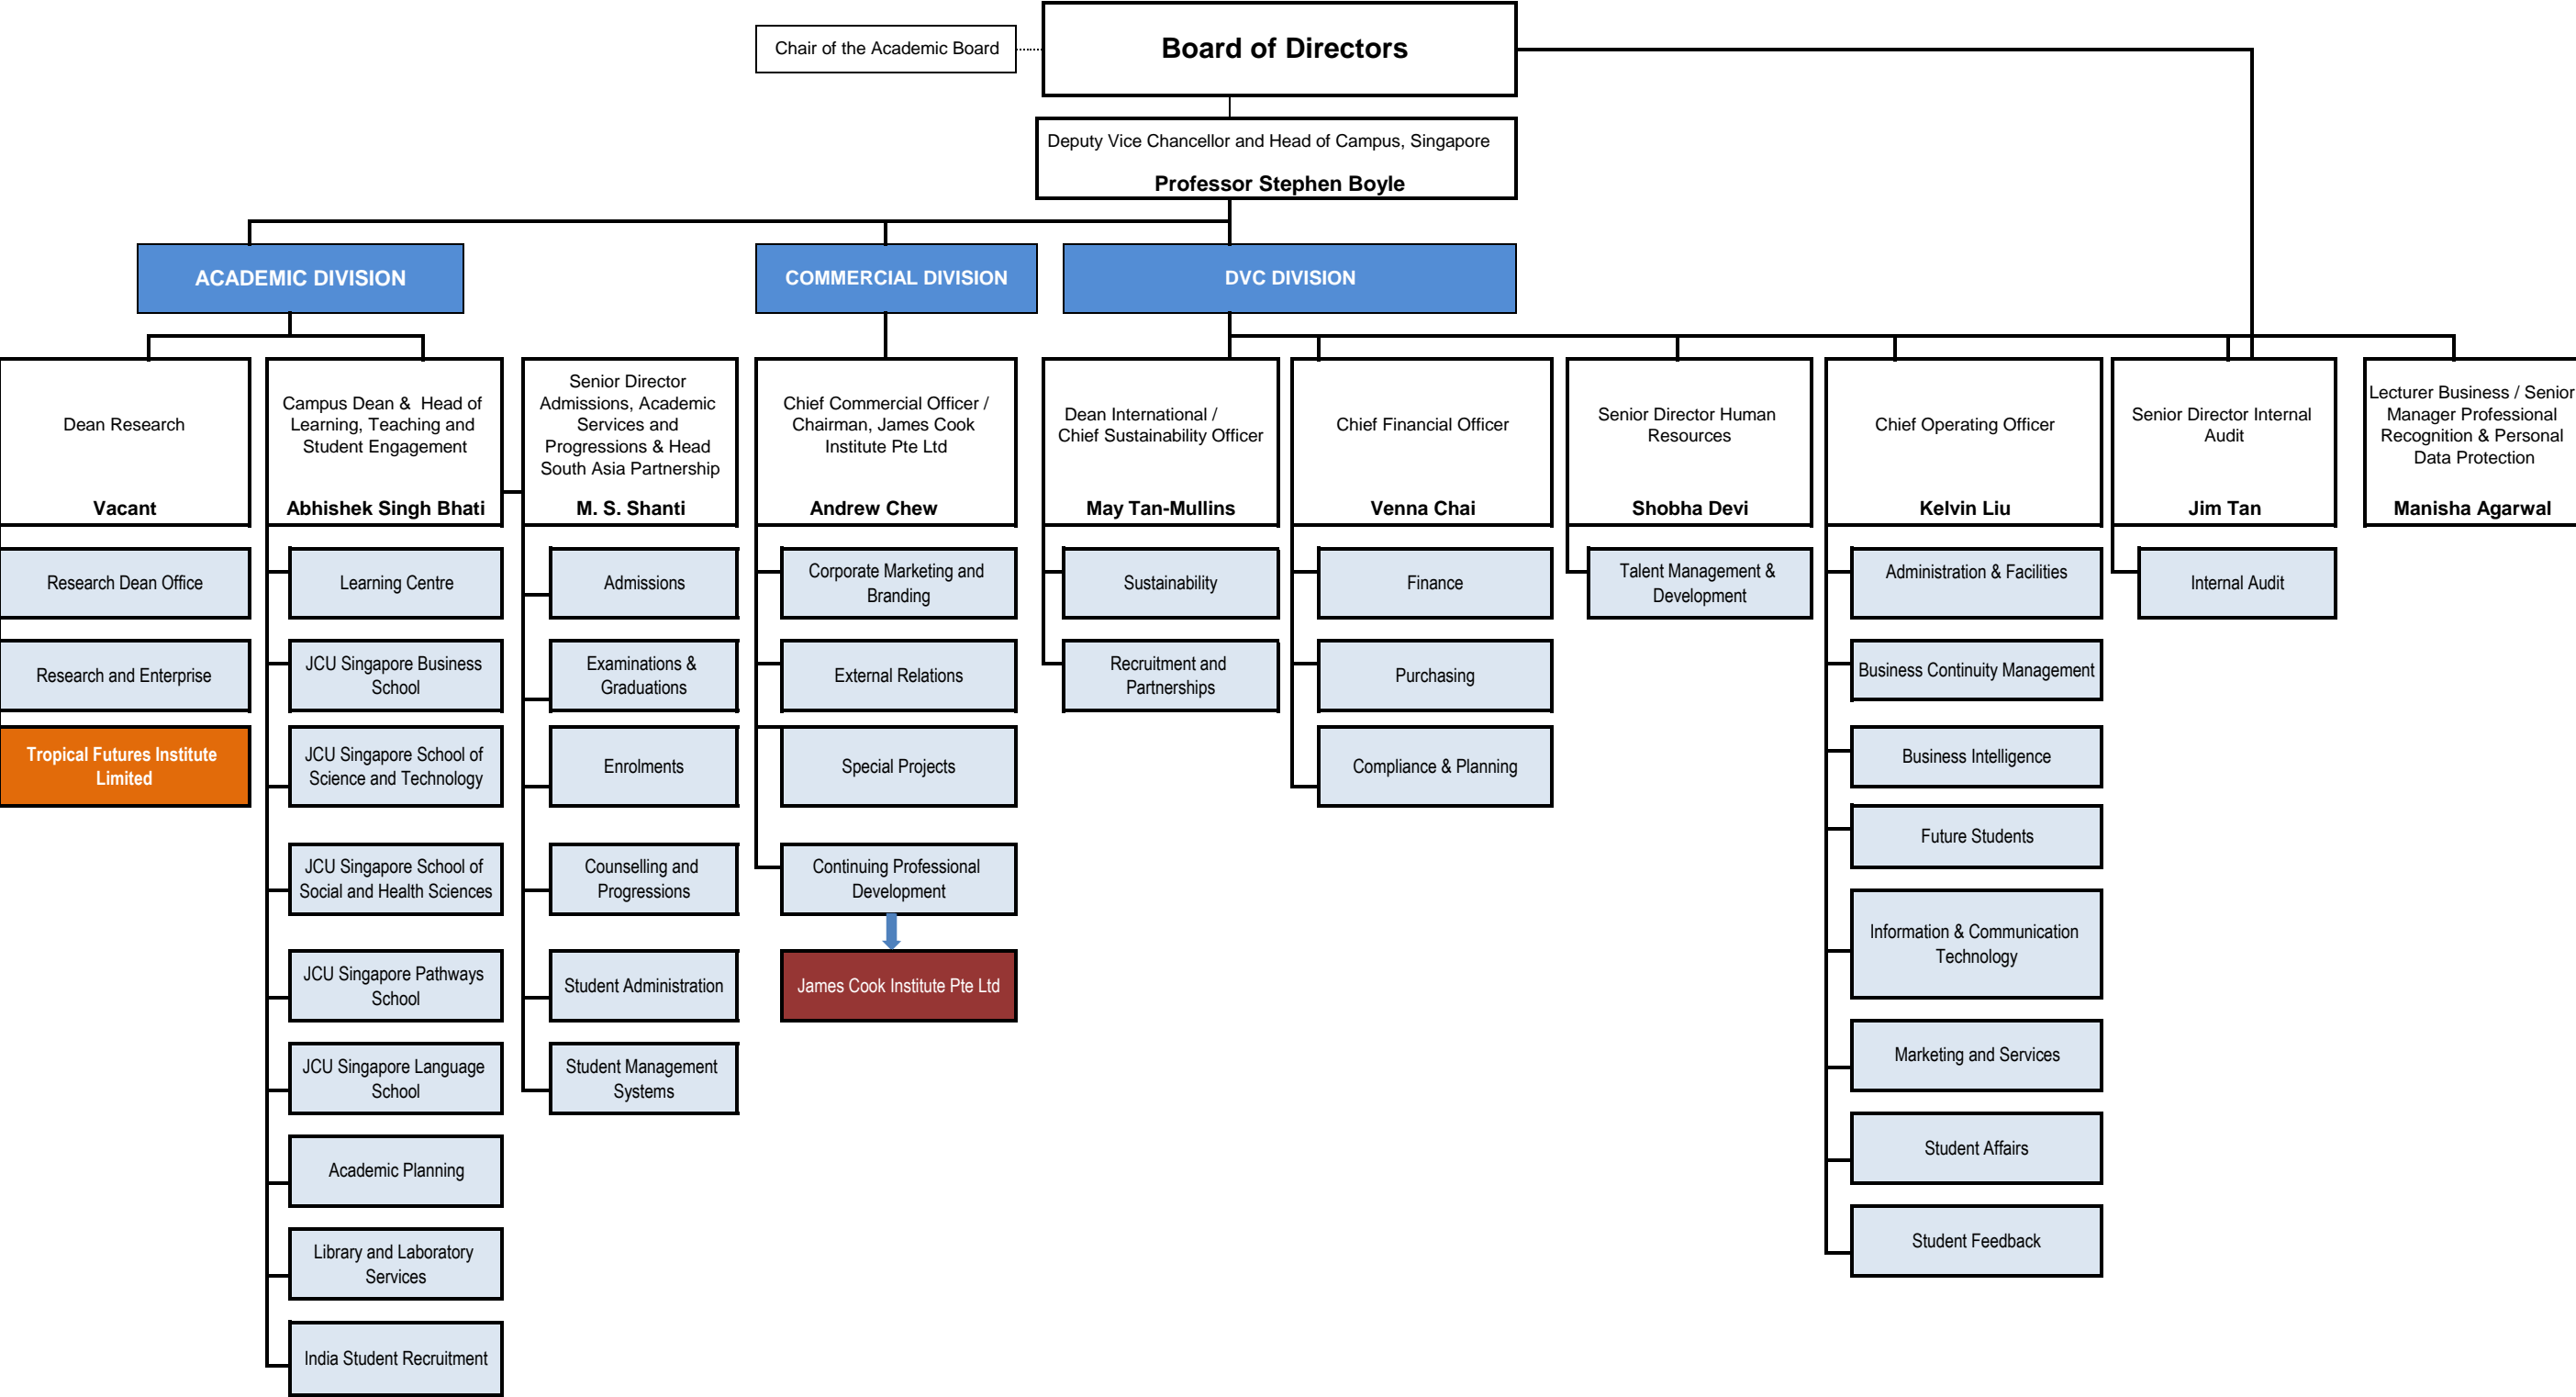 Chair of the Academic Board
Board of Directors
Deputy Vice Chancellor and Head of Campus, Singapore
Professor Stephen Boyle
ACADEMIC DIVISION
COMMERCIAL DIVISION
DVC DIVISION
Dean Research
Vacant
Campus Dean & Head of
Learning, Teaching and
Student Engagement
Abhishek Singh Bhati
Senior Director
Admissions, Academic
Services and
Progressions & Head
South Asia Partnership
M. S. Shanti
Chief Commercial Officer /
Chairman, James Cook
Institute Pte Ltd
Andrew Chew
Dean International /
Chief Sustainability Officer
May Tan-Mullins
Chief Financial Officer
Venna Chai
Senior Director Human
Resources
Shobha Devi
Chief Operating Officer
Kelvin Liu
Senior Director Internal
Audit
Jim Tan
Lecturer Business / Senior
Manager Professional
Recognition & Personal
Data Protection
Manisha Agarwal
Research Dean Office
Research and Enterprise
Tropical Futures Institute
Limited
Learning Centre
JCU Singapore Business
School
JCU Singapore School of
Science and Technology
JCU Singapore School of
Social and Health Sciences
JCU Singapore Pathways
School
JCU Singapore Language
School
Academic Planning
Library and Laboratory
Services
India Student Recruitment
Admissions
Examinations &
Graduations
Enrolments
Counselling and
Progressions
Student Administration
Student Management
Systems
Corporate Marketing and
Branding
External Relations
Special Projects
Continuing Professional
Development
James Cook Institute Pte Ltd
Sustainability
Recruitment and
Partnerships
Finance
Purchasing
Compliance & Planning
Talent Management &
Development
Administration & Facilities
Business Continuity Management
Business Intelligence
Future Students
Information & Communication
Technology
Marketing and Services
Student Affairs
Student Feedback
Internal Audit